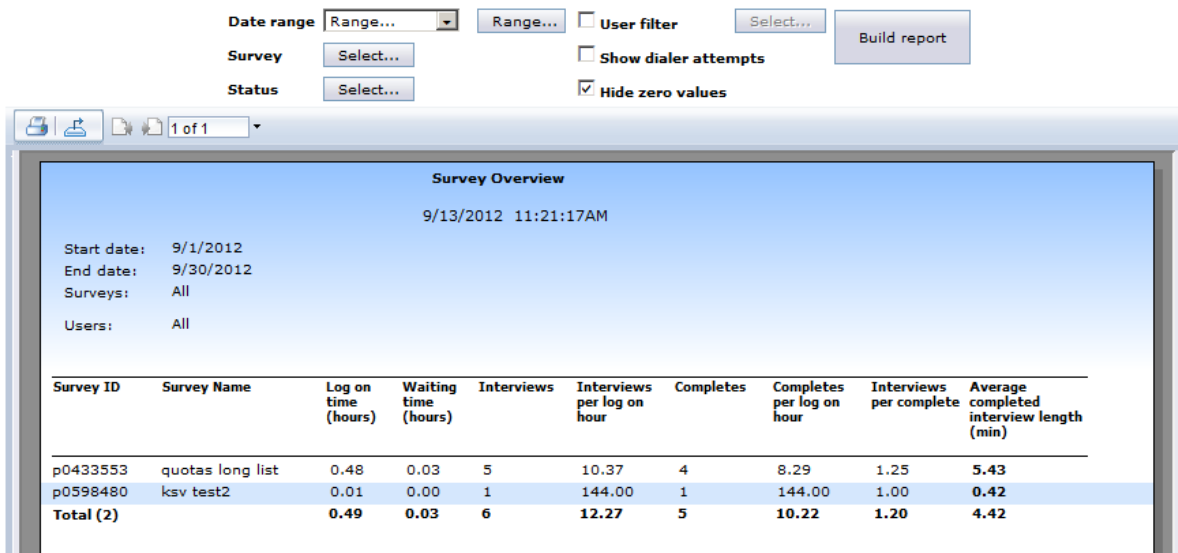 Date range Range... Range... User filter Select... Build report
Survey Select... Show dialer attempts
Status Select... Hide zero values
1 of 1
Survey Overview
9/13/2012 11:21:17AM
Start date: 9/1/2012
End date: 9/30/2012
Surveys: All
Users: All
Survey ID Survey Name Log on time (hours) Waiting time (hours) Interviews Interviews per log on hour Completes Completes per log on hour Interviews per complete Average completed interview length (min)
p0433553 quotas long list 0.48 0.03 5 10.37 4 8.29 1.25 5.43
p0598480 ksv test2 0.01 0.00 1 144.00 1 144.00 1.00 0.42
Total (2) 0.49 0.03 6 12.27 5 10.22 1.20 4.42